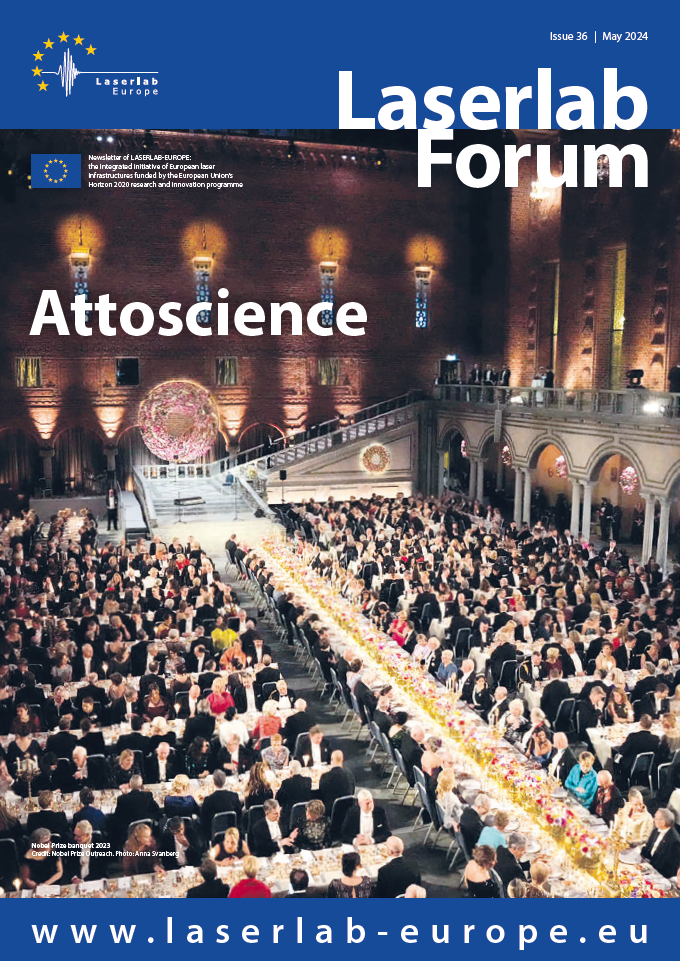 Issue 36 | May 2024
Laserlab
Europe
Laserlab
Forum
Newsletter of LASERLAB-EUROPE:
the integrated initiative of European laser
infrastructures funded by the European Union's
Horizon 2020 research and innovation programme
Attoscience
Nobel Prize banquet 2023
Credit: Nobel Prize Outreach. Photo: Anna Svanberg
www.laserlab-europe.eu